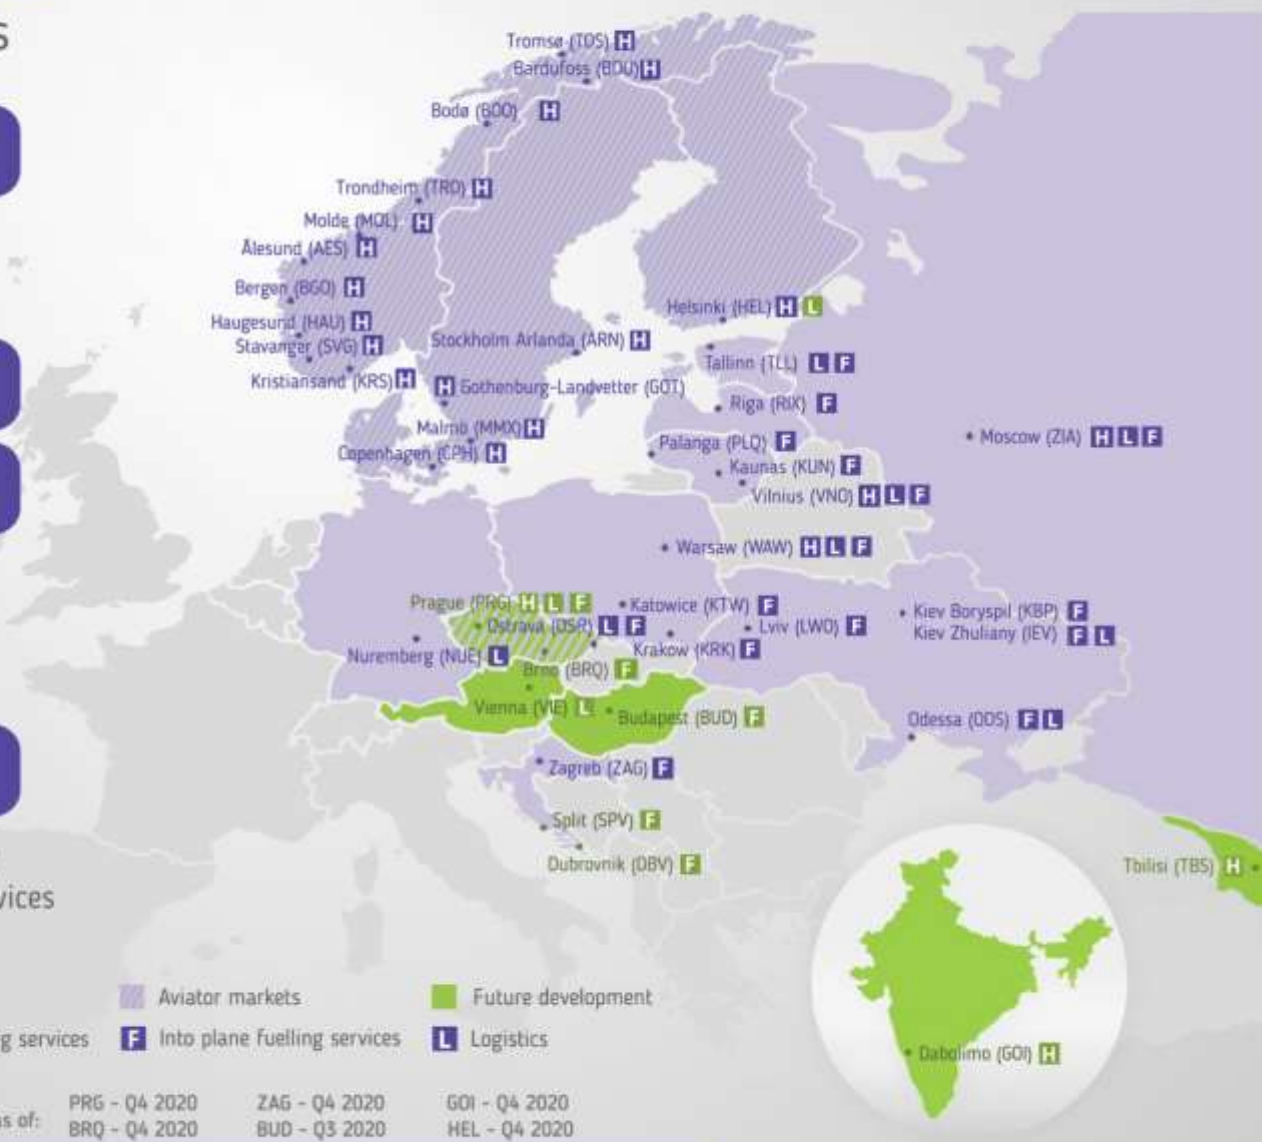 S
Tromsø (TOS) H
Bardufoss (BDU) H
Bodø (BOO) H
Trondheim (TRD) H
Molde (MOL) H
Ålesund (AES) H
Bergen (BGO) H
Haugesund (HAU) H
Stavanger (SVG) H
Kristiansand (KRS) H
Stockholm Arlanda (ARN) H
H Gothenburg-Landvetter (GOT)
Malmö (MMX) H
Copenhagen (CPH) H
Helsinki (HEL) H L
Tallinn (TLL) L F
Riga (RIX) F
Palanga (PLQ) F
Kaunas (KUN) F
Vilnius (VNO) H L F
Moscow (ZIA) H L F
Warsaw (WAW) H L F
Prague (PRG) H L F
Katowice (KTW) F
Ostrava (OSR) L F
Lviv (LWO) F
Kiev Boryspil (KBP) F
Kiev Zhuliany (IEV) F L
Krakow (KRK) F
Nuremberg (NUE) L
Brno (BRQ) F
Vienna (VIE) L
Budapest (BUD) F
Odessa (ODS) F L
Zagreb (ZAG) F
Split (SPV) F
Dubrovnik (DBV) F
Tbilisi (TBS) H
Dabolimo (GOI) H
vices
Aviator markets
Future development
g services
F Into plane fuelling services
L Logistics
as of:
PRG - Q4 2020 ZAG - Q4 2020 GOI - Q4 2020
BRQ - Q4 2020 BUD - Q3 2020 HEL - Q4 2020